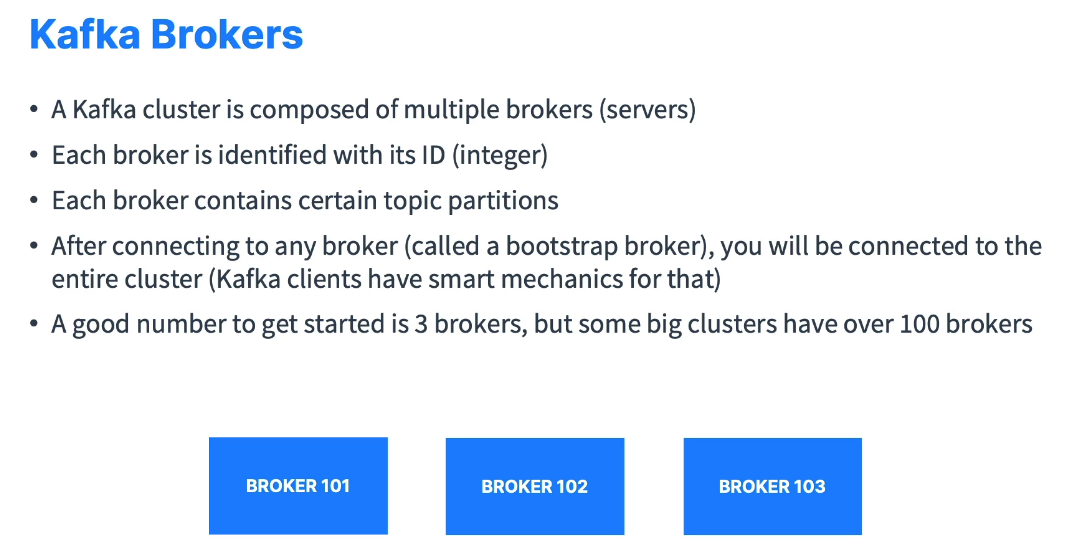 Kafka Brokers
• A Kafka cluster is composed of multiple brokers (servers)
• Each broker is identified with its ID (integer)
• Each broker contains certain topic partitions
• After connecting to any broker (called a bootstrap broker), you will be connected to the
entire cluster (Kafka clients have smart mechanics for that)
• A good number to get started is 3 brokers, but some big clusters have over 100 brokers
BROKER 101
BROKER 102
BROKER 103